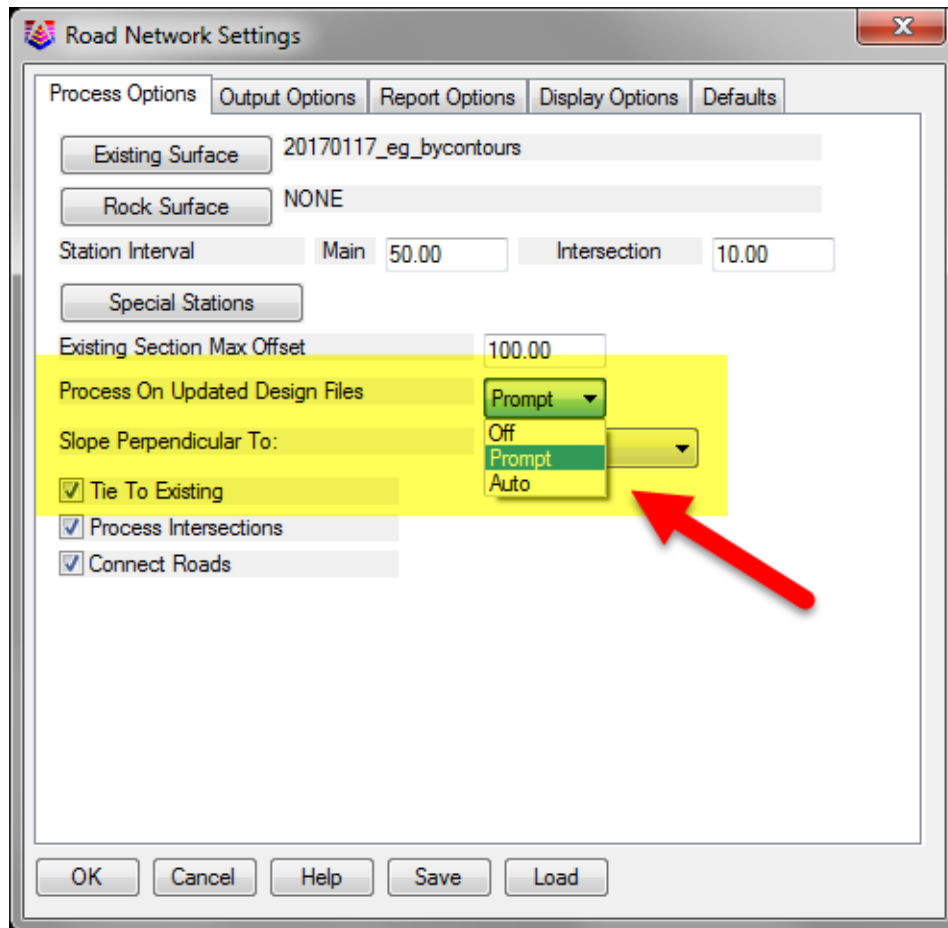 Road Network Settings
Process Options Output Options Report Options Display Options Defaults
Existing Surface 20170117_eg_bycontours
Rock Surface NONE
Station Interval Main 50.00 Intersection 10.00
Special Stations
Existing Section Max Offset 100.00
Process On Updated Design Files Prompt
Slope Perpendicular To: Off
Prompt
Tie To Existing Auto
Process Intersections
Connect Roads
OK Cancel Help Save Load